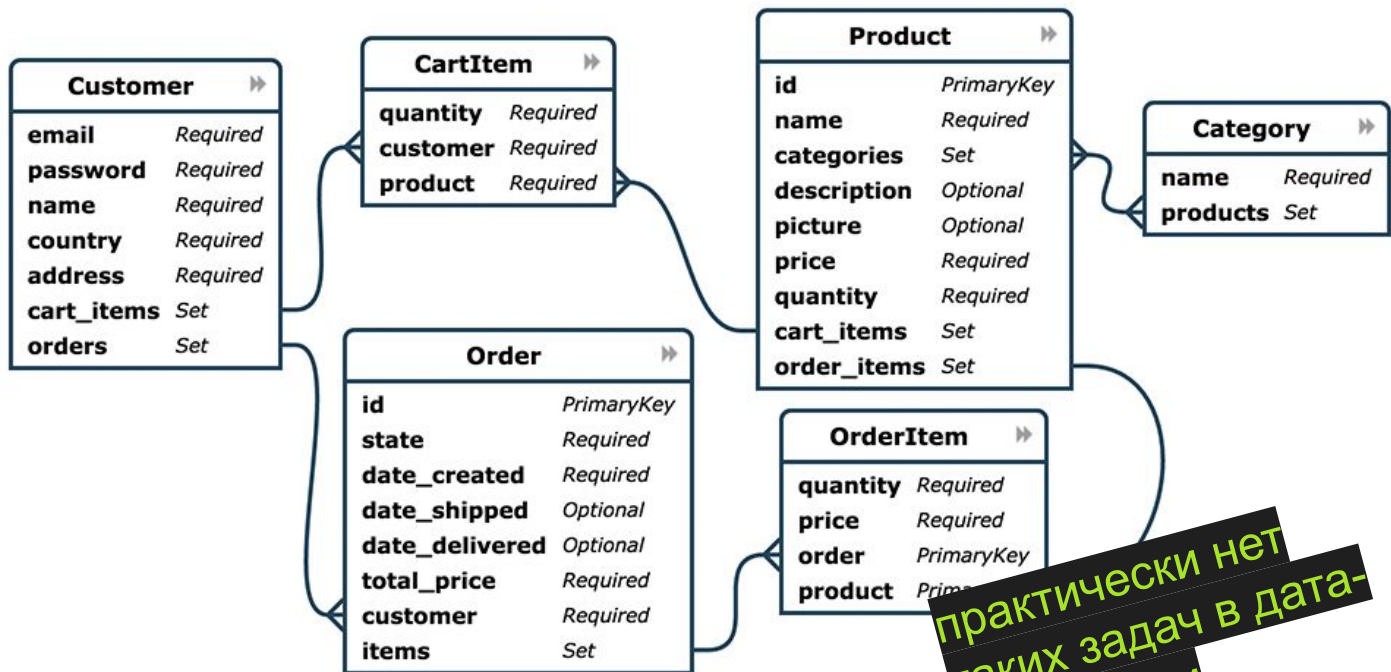 Customer
email Required
password Required
name Required
country Required
address Required
cart_items Set
orders Set
CartItem
quantity Required
customer Required
product Required
Product
id PrimaryKey
name Required
categories Set
description Optional
picture Optional
price Required
quantity Required
cart_items Set
order_items Set
Category
name Required
products Set
Order
id PrimaryKey
state Required
date_created Required
date_shipped Optional
date_delivered Optional
total_price Required
customer Required
items Set
OrderItem
quantity Required
price Required
order PrimaryKey
product
практически нет
задач в дата-